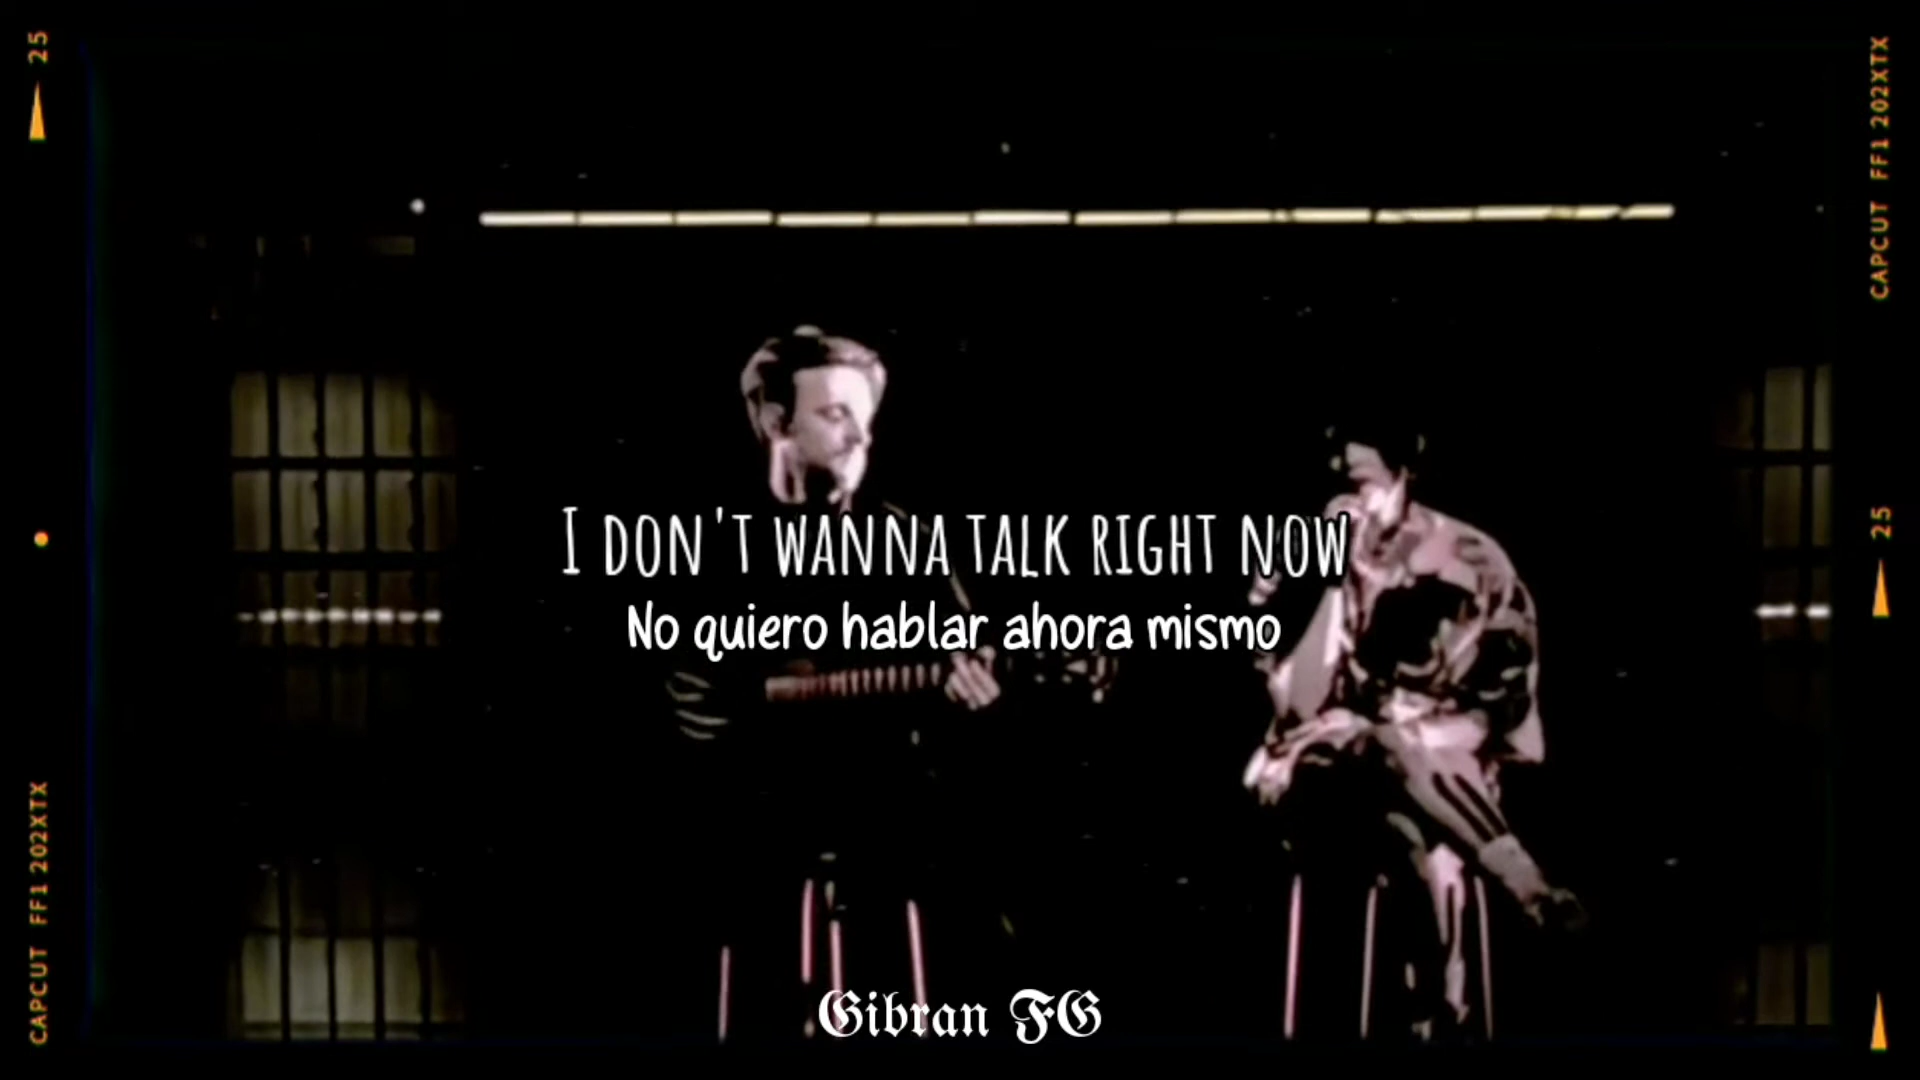 25
CAPCUT FF1 202XTX
I DON'T WANNA TALK RIGHT NOW
No quiero hablar ahora mismo
25
CAPCUT FF1 202XTX
Gibran FG